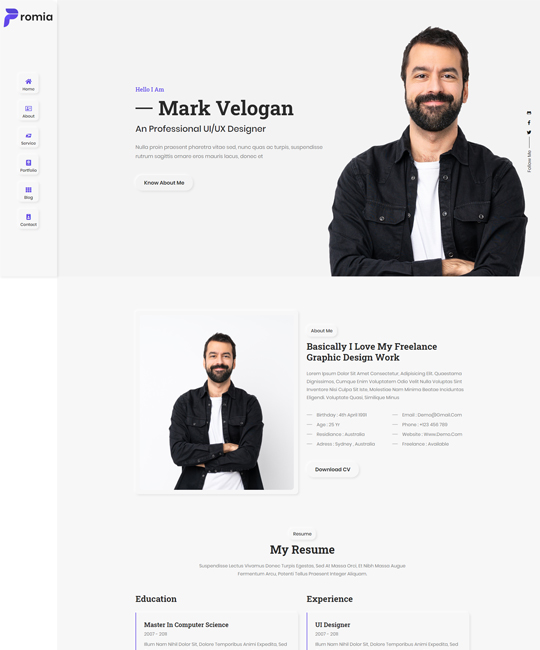 Promia
Home
About
Service
Portfolio
Blog
Contact
Hello I Am
Mark Velogan
An Professional UI/UX Designer
Nulla proin praesent pharetra vitae sed, nunc quas ac turpis, suspendisse
rutrum sagittis ornare eros mauris lacus, donec et
Know About Me
Follow Me
About Me
Basically I Love My Freelance
Graphic Design Work
Lorem Ipsum Dolor Sit Amet Consectetur, Adipisicing Elit. Quaestiame
Dignissimos, Cumque Enim Voluptatem Odio Velit Nulla Voluptas Sint
Inventore Nisi Culpa Sit Iste, Molestiae Nam Minima Beatae Inciduntas
Eligendi, Voluptate Quasi, Similique Minus
Birthday : 4th April 1991
Email : Demo@Gmail.Com
Age : 25 Yr
Phone : +123 456 789
Residance : Australia
Website : Www.Demo.Com
Adress : Sydney , Australia
Freelance : Available
Download CV
Resume
My Resume
Suspendisse Lectus Vivamus Donec Turpis Egestas, Sed At Massa Orci Et Nibh Massa Augue
Fermentum Arcu, Potenti Tellus Praesent Integer Aliquam.
Education
Experience
Master In Computer Science
2007 - 2011
Illum Nam Nihil Dolor Sit, Dolore Temporibus Animi Expedita, Sed
UI Designer
2007 - 2011
Illum Nam Nihil Dolor Sit, Dolore Temporibus Animi Expedita, Sed